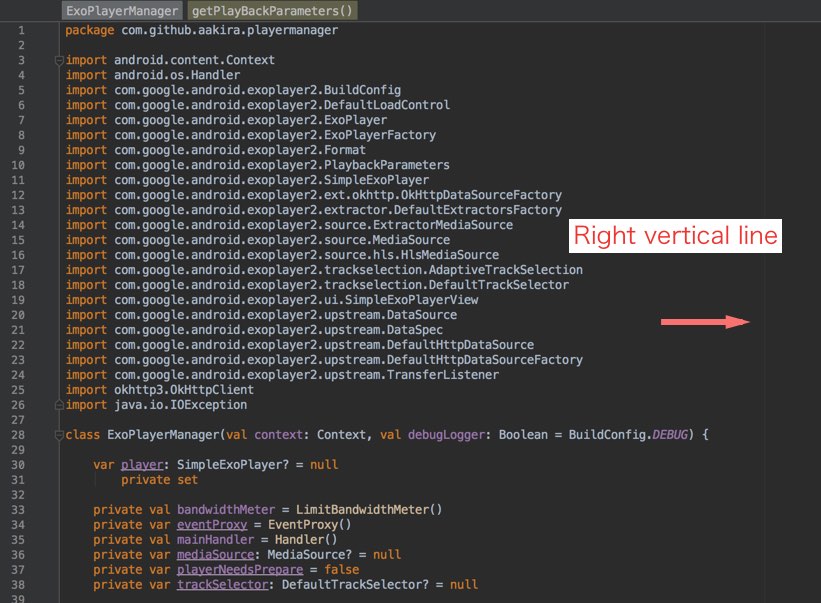 ExoPlayerManager getPlayBackParameters()
1 package com.github.aakira.playermanager
2
3 import android.content.Context
4 import android.os.Handler
5 import com.google.android.exoplayer2.BuildConfig
6 import com.google.android.exoplayer2.DefaultLoadControl
7 import com.google.android.exoplayer2.ExoPlayer
8 import com.google.android.exoplayer2.ExoPlayerFactory
9 import com.google.android.exoplayer2.Format
10 import com.google.android.exoplayer2.PlaybackParameters
11 import com.google.android.exoplayer2.SimpleExoPlayer
12 import com.google.android.exoplayer2.ext.okhttp.OkHttpDataSourceFactory
13 import com.google.android.exoplayer2.extractor.DefaultExtractorsFactory
14 import com.google.android.exoplayer2.source.ExtractorMediaSource
15 import com.google.android.exoplayer2.source.MediaSource
16 import com.google.android.exoplayer2.source.hls.HlsMediaSource
17 import com.google.android.exoplayer2.trackselection.AdaptiveTrackSelection
18 import com.google.android.exoplayer2.trackselection.DefaultTrackSelector
19 import com.google.android.exoplayer2.ui.SimpleExoPlayerView
20 import com.google.android.exoplayer2.upstream.DataSource
21 import com.google.android.exoplayer2.upstream.DataSpec
22 import com.google.android.exoplayer2.upstream.DefaultHttpDataSource
23 import com.google.android.exoplayer2.upstream.DefaultHttpDataSourceFactory
24 import com.google.android.exoplayer2.upstream.TransferListener
25 import okhttp3.OkHttpClient
26 import java.io.IOException
27
28 class ExoPlayerManager(val context: Context, val debugLogger: Boolean = BuildConfig.DEBUG) {
29
30 var player: SimpleExoPlayer? = null
31 private set
32
33 private val bandwidthMeter = LimitBandwidthMeter()
34 private var eventProxy = EventProxy()
35 private val mainHandler = Handler()
36 private var mediaSource: MediaSource? = null
37 private var playerNeedsPrepare = false
38 private var trackSelector: DefaultTrackSelector? = null
39
Right vertical line